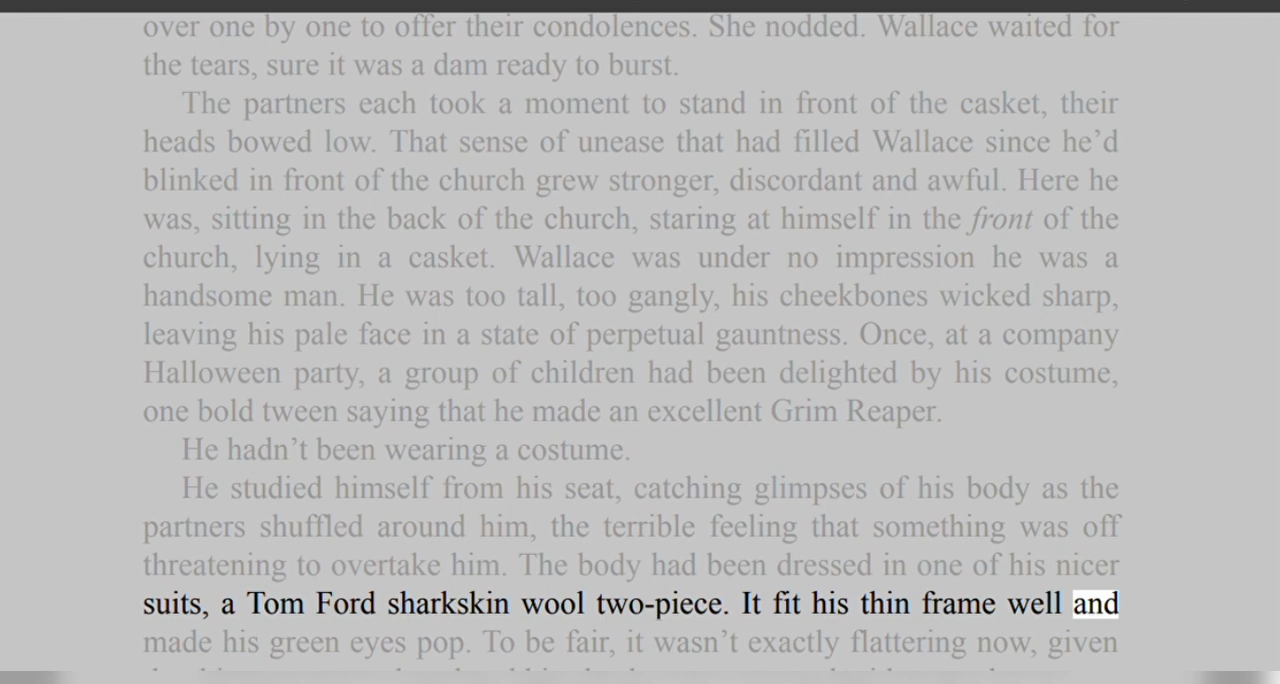 over one by one to offer their condolences. She nodded. Wallace waited for
the tears, sure it was a dam ready to burst.
The partners each took a moment to stand in front of the casket, their
heads bowed low. That sense of unease that had filled Wallace since he’d
blinked in front of the church grew stronger, discordant and awful. Here he
was, sitting in the back of the church, staring at himself in the front of the
church, lying in a casket. Wallace was under no impression he was a
handsome man. He was too tall, too gangly, his cheekbones wicked sharp,
leaving his pale face in a state of perpetual gauntness. Once, at a company
Halloween party, a group of children had been delighted by his costume,
one bold tween saying that he made an excellent Grim Reaper.
He hadn’t been wearing a costume.
He studied himself from his seat, catching glimpses of his body as the
partners shuffled around him, the terrible feeling that something was off
threatening to overtake him. The body had been dressed in one of his nicer
suits, a Tom Ford sharkskin wool two-piece. It fit his thin frame well and
made his green eyes pop. To be fair, it wasn’t exactly flattering now, given